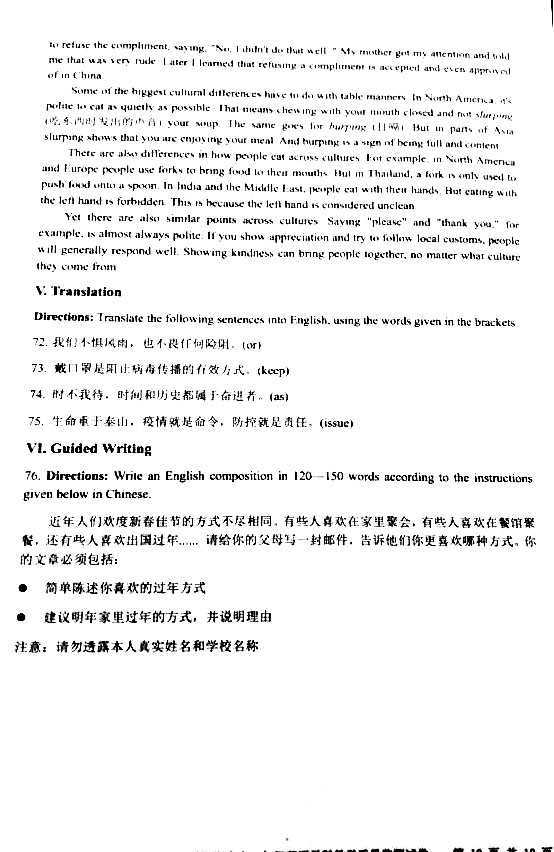 to refuse the compliment, saying, "No, I didn't do that well." My mother got my attention and told
me that was very rude. Later I learned that refusing a compliment is accepted and even approved
of in China.
Some of the biggest cultural differences have to do with table manners. In North America, it's
polite to eat as quietly as possible. That means chewing with your mouth closed and not slurping
(吃东西时发出的声音) your soup. The same goes for burping (打嗝). But in parts of Asia
slurping shows that you are enjoying your meal. And burping is a sign of being full and content.
There are also differences in how people eat across cultures. For example, in North America
and Europe people use forks to bring food to their mouths. But in Thailand, a fork is only used to
push food onto a spoon. In India and the Middle East, people eat with their hands. But eating with
the left hand is forbidden. This is because the left hand is considered unclean.
Yet there are also similar points across cultures. Saying "please" and "thank you," for
example, is almost always polite. If you show appreciation and try to follow local customs, people
will generally respond well. Showing kindness can bring people together, no matter what culture
they come from.
V. Translation
Directions: Translate the following sentences into English, using the words given in the brackets.
72. 我们不惧风雨，也不畏任何险阻。(or)
73. 戴口罩是阻止病毒传播的有效方式。(keep)
74. 时不我待，时间和历史都属于奋进者。(as)
75. 生命重于泰山，疫情就是命令，防控就是责任。(issue)
VI. Guided Writing
76. Directions: Write an English composition in 120—150 words according to the instructions
given below in Chinese.
近年人们欢度新春佳节的方式不尽相同。有些人喜欢在家里聚会，有些人喜欢在餐馆聚
餐，还有些人喜欢出国过年…… 请给你的父母写一封邮件，告诉他们你更喜欢哪种方式。你
的文章必须包括：
● 简单陈述你喜欢的过年方式
● 建议明年家里过年的方式，并说明理由
注意：请勿透露本人真实姓名和学校名称